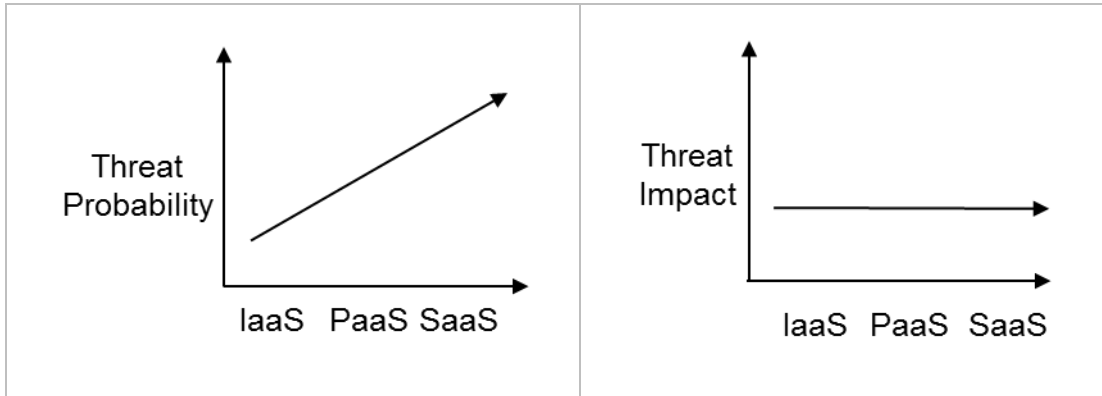 Threat
Probability
IaaS PaaS SaaS
Threat
Impact
IaaS PaaS SaaS